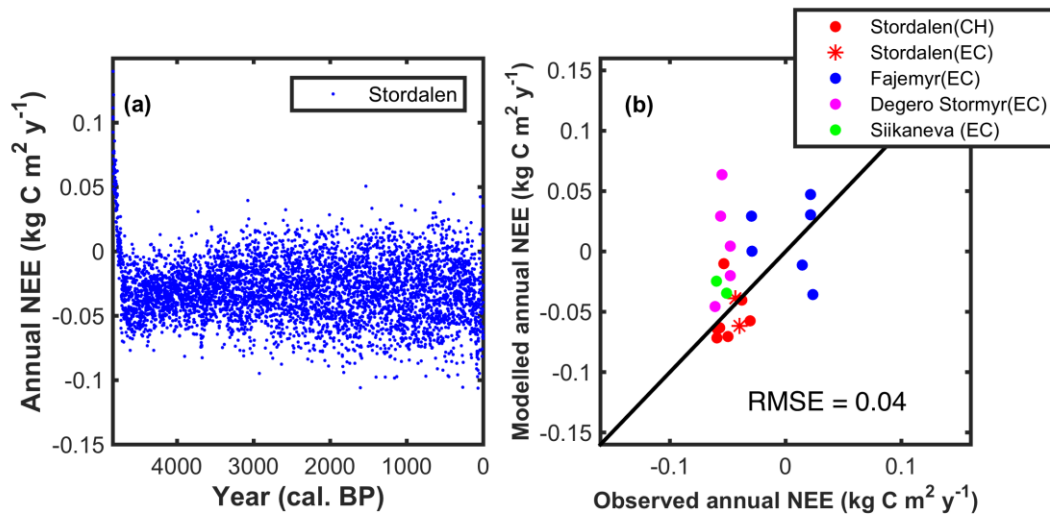 (a)
Stordalen
Annual NEE (kg C m² y⁻¹)
0.1
0.05
0
-0.05
-0.1
-0.15
4000 3000 2000 1000 0
Year (cal. BP)
(b)
Stordalen(CH)
Stordalen(EC)
Fajemyr(EC)
Degero Stormyr(EC)
Siikaneva (EC)
Modelled annual NEE (kg C m² y⁻¹)
0.15
0.1
0.05
0
-0.05
-0.1
-0.15
RMSE = 0.04
-0.1 0 0.1
Observed annual NEE (kg C m² y⁻¹)